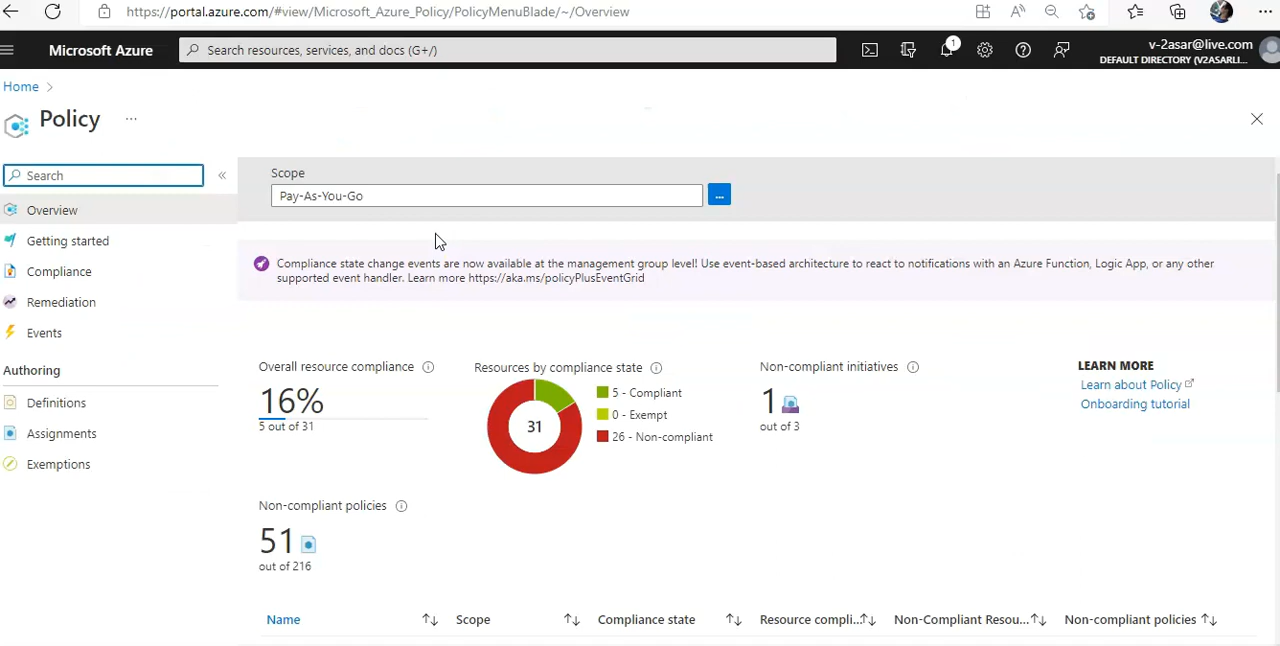 https://portal.azure.com/#view/Microsoft_Azure_Policy/PolicyMenuBlade/~/Overview
Microsoft Azure
Search resources, services, and docs (G+/)
1
v-2asar@live.com
DEFAULT DIRECTORY (V2ASARLI...
Home >
Policy ...
Search
«
Overview
Getting started
Compliance
Remediation
Events
Authoring
Definitions
Assignments
Exemptions
Scope
Pay-As-You-Go
...
Compliance state change events are now available at the management group level! Use event-based architecture to react to notifications with an Azure Function, Logic App, or any other
supported event handler. Learn more https://aka.ms/policyPlusEventGrid
Overall resource compliance
16%
5 out of 31
Resources by compliance state
31
5 - Compliant
0 - Exempt
26 - Non-compliant
Non-compliant initiatives
1
out of 3
LEARN MORE
Learn about Policy
Onboarding tutorial
Non-compliant policies
51
out of 216
Name Scope Compliance state Resource compli... Non-Compliant Resou... Non-compliant policies